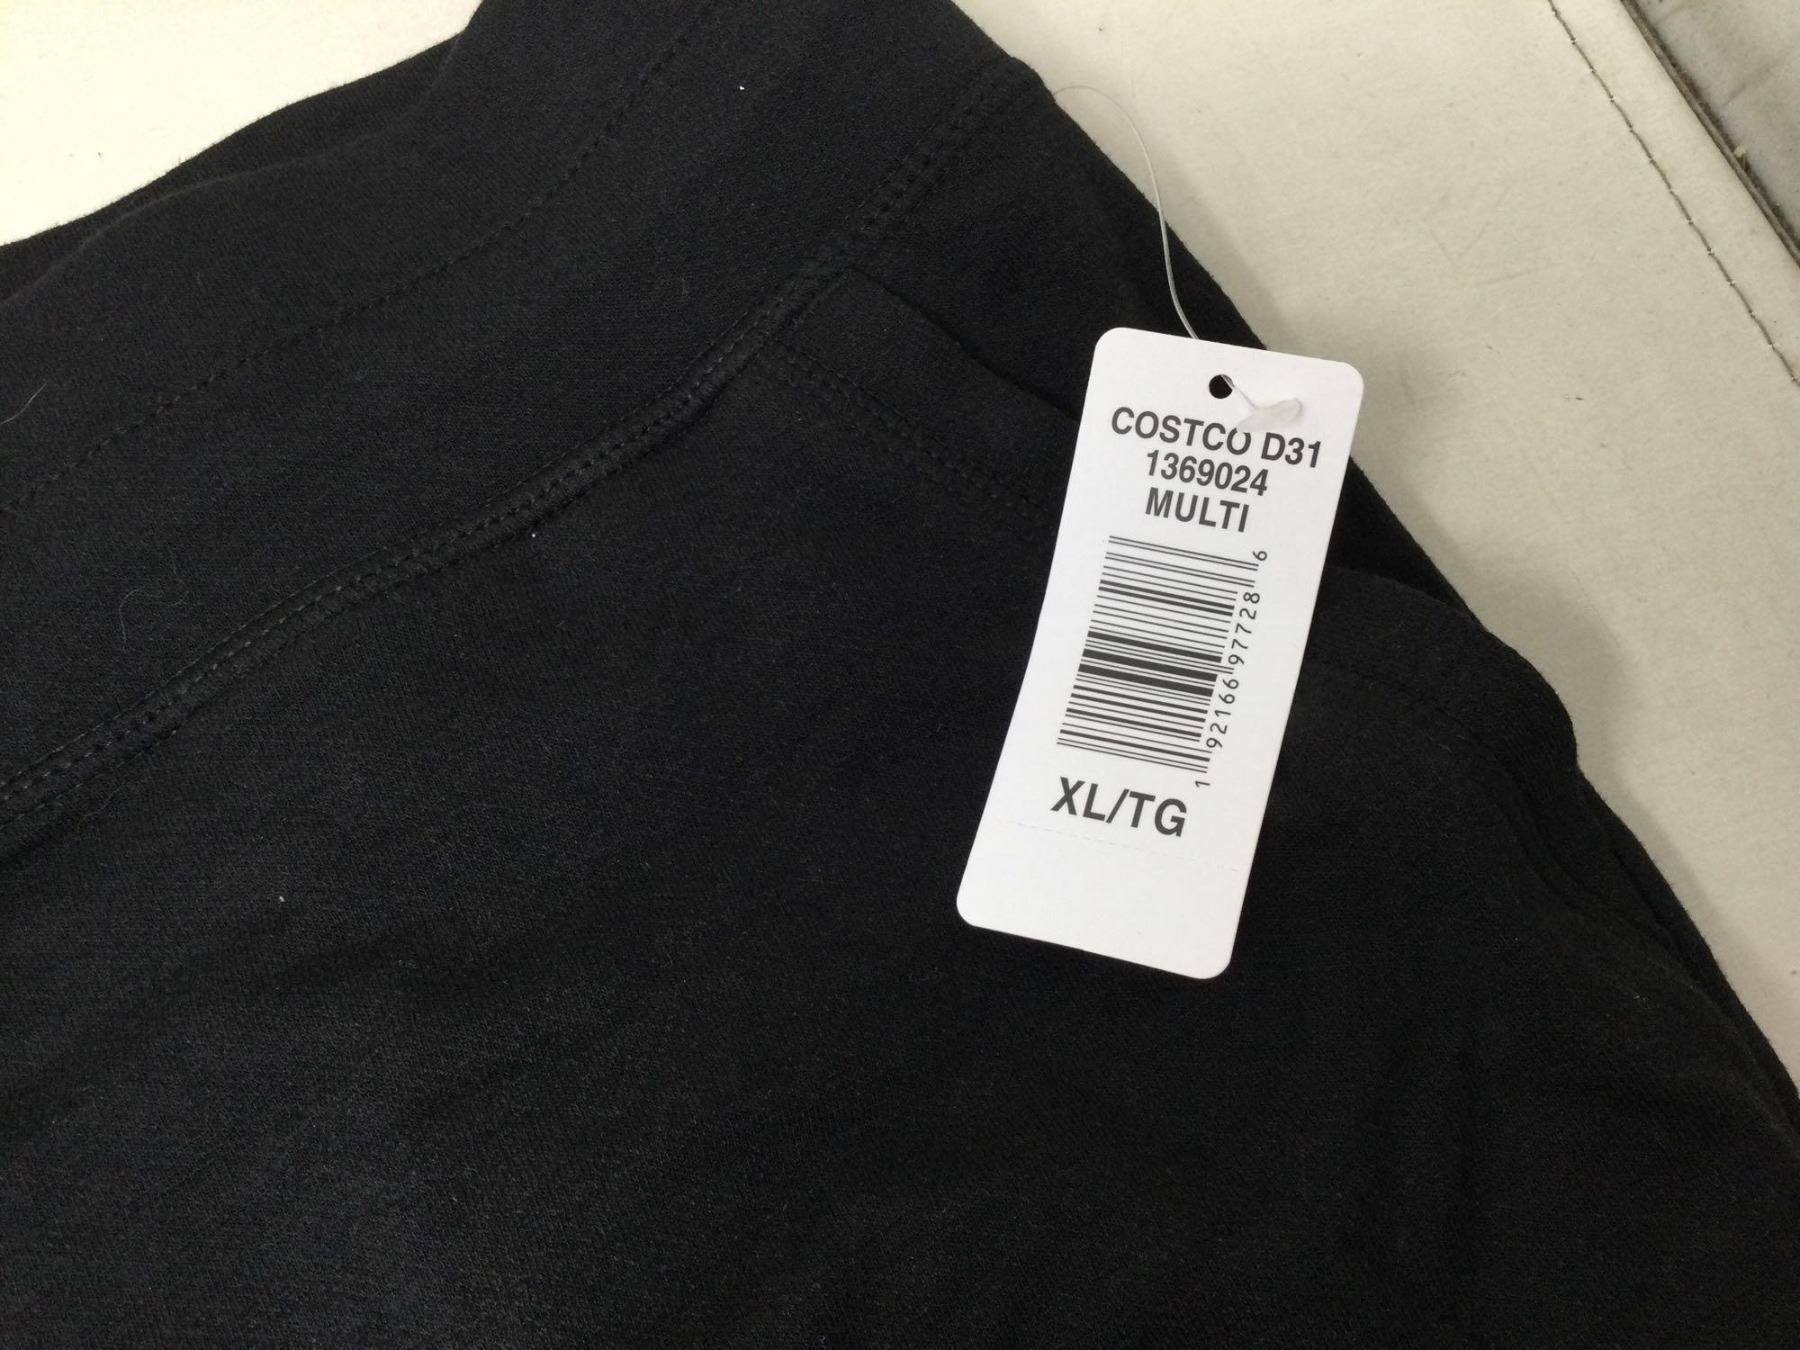 COSTCO D31
1369024
MULTI
1 92166 97728 6
XL/TG